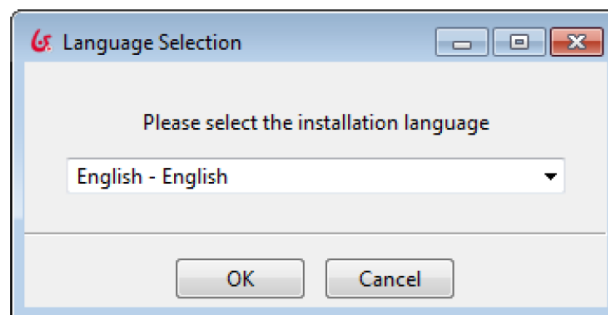 Language Selection
Please select the installation language
English - English
OK
Cancel